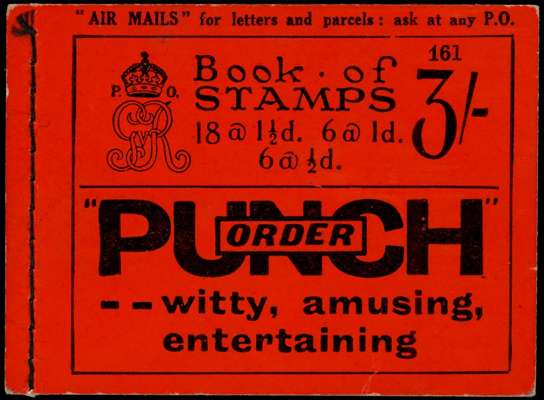 "AIR MAILS" for letters and parcels: ask at any P.O.
161
Book · of
STAMPS
3/-
P. O.
GR
18 @ 1½d. 6 @ 1d.
6 @ ½d.
"PUNCH"
ORDER
-- witty, amusing,
entertaining